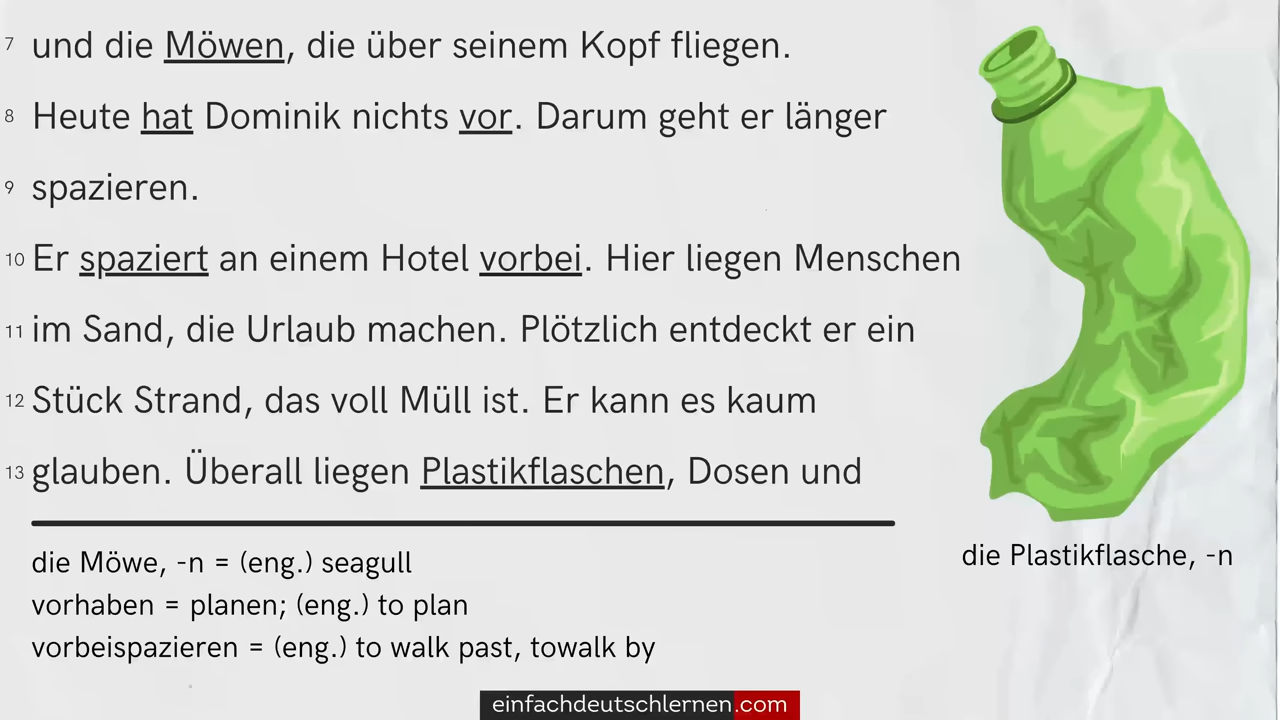 7 und die Möwen, die über seinem Kopf fliegen.
8 Heute hat Dominik nichts vor. Darum geht er länger
9 spazieren.
10 Er spaziert an einem Hotel vorbei. Hier liegen Menschen
11 im Sand, die Urlaub machen. Plötzlich entdeckt er ein
12 Stück Strand, das voll Müll ist. Er kann es kaum
13 glauben. Überall liegen Plastikflaschen, Dosen und
die Plastikflasche, -n
die Möwe, -n = (eng.) seagull
vorhaben = planen; (eng.) to plan
vorbeispazieren = (eng.) to walk past, towalk by
einfachdeutschlernen.com